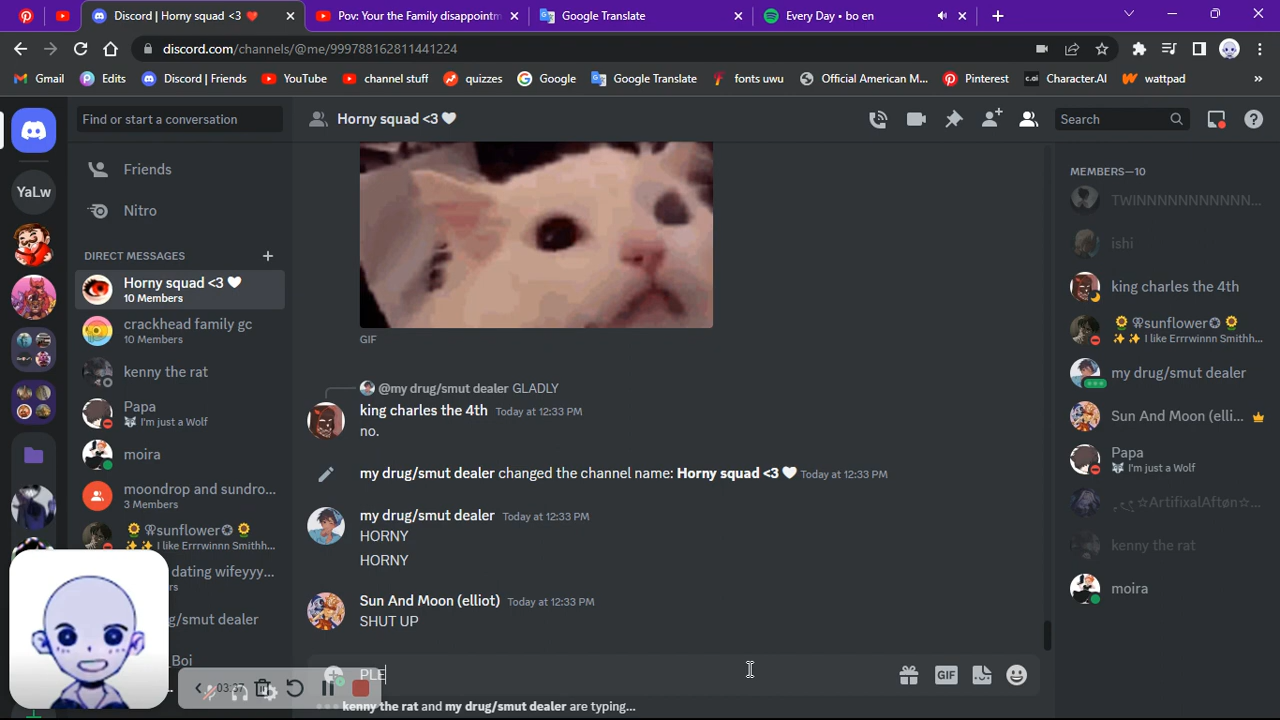 Discord | Horny squad <3
Pov: Your the Family disappointm
Google Translate
Every Day • bo en
discord.com/channels/@me/999788162811441224
Gmail
Edits
Discord | Friends
YouTube
channel stuff
quizzes
Google
Google Translate
fonts uwu
Official American M...
Pinterest
Character.AI
wattpad
»
Find or start a conversation
Horny squad <3
Search
Friends
Nitro
YaLw
DIRECT MESSAGES
Horny squad <3
10 Members
crackhead family gc
10 Members
kenny the rat
Papa
I'm just a Wolf
moira
moondrop and sundro...
3 Members
sunflower
I like Errrwinnn Smithh...
dating wifeyyy...
g/smut dealer
Boi
GIF
@my drug/smut dealer GLADLY
king charles the 4th Today at 12:33 PM
no.
my drug/smut dealer changed the channel name: Horny squad <3 🤍 Today at 12:33 PM
my drug/smut dealer Today at 12:33 PM
HORNY
HORNY
Sun And Moon (elliot) Today at 12:33 PM
SHUT UP
PLE
GIF
kenny the rat and my drug/smut dealer are typing...
MEMBERS—10
TWINNNNNNNNNNN...
ishi
king charles the 4th
sunflower
I like Errrwinnn Smithh...
my drug/smut dealer
Sun And Moon (elli...
Papa
I'm just a Wolf
☆ArtifixalAftøn☆...
kenny the rat
moira